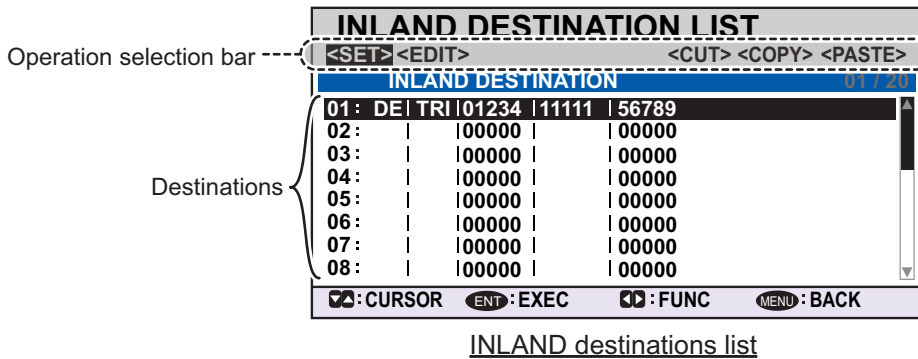 INLAND DESTINATION LIST
Operation selection bar
<SET> <EDIT> <CUT> <COPY> <PASTE>
INLAND DESTINATION 01 / 20
Destinations
01: DE TRI 01234 11111 56789
02: 00000 00000
03: 00000 00000
04: 00000 00000
05: 00000 00000
06: 00000 00000
07: 00000 00000
08: 00000 00000
▼▲: CURSOR ENT: EXEC ◀▶: FUNC MENU: BACK
INLAND destinations list